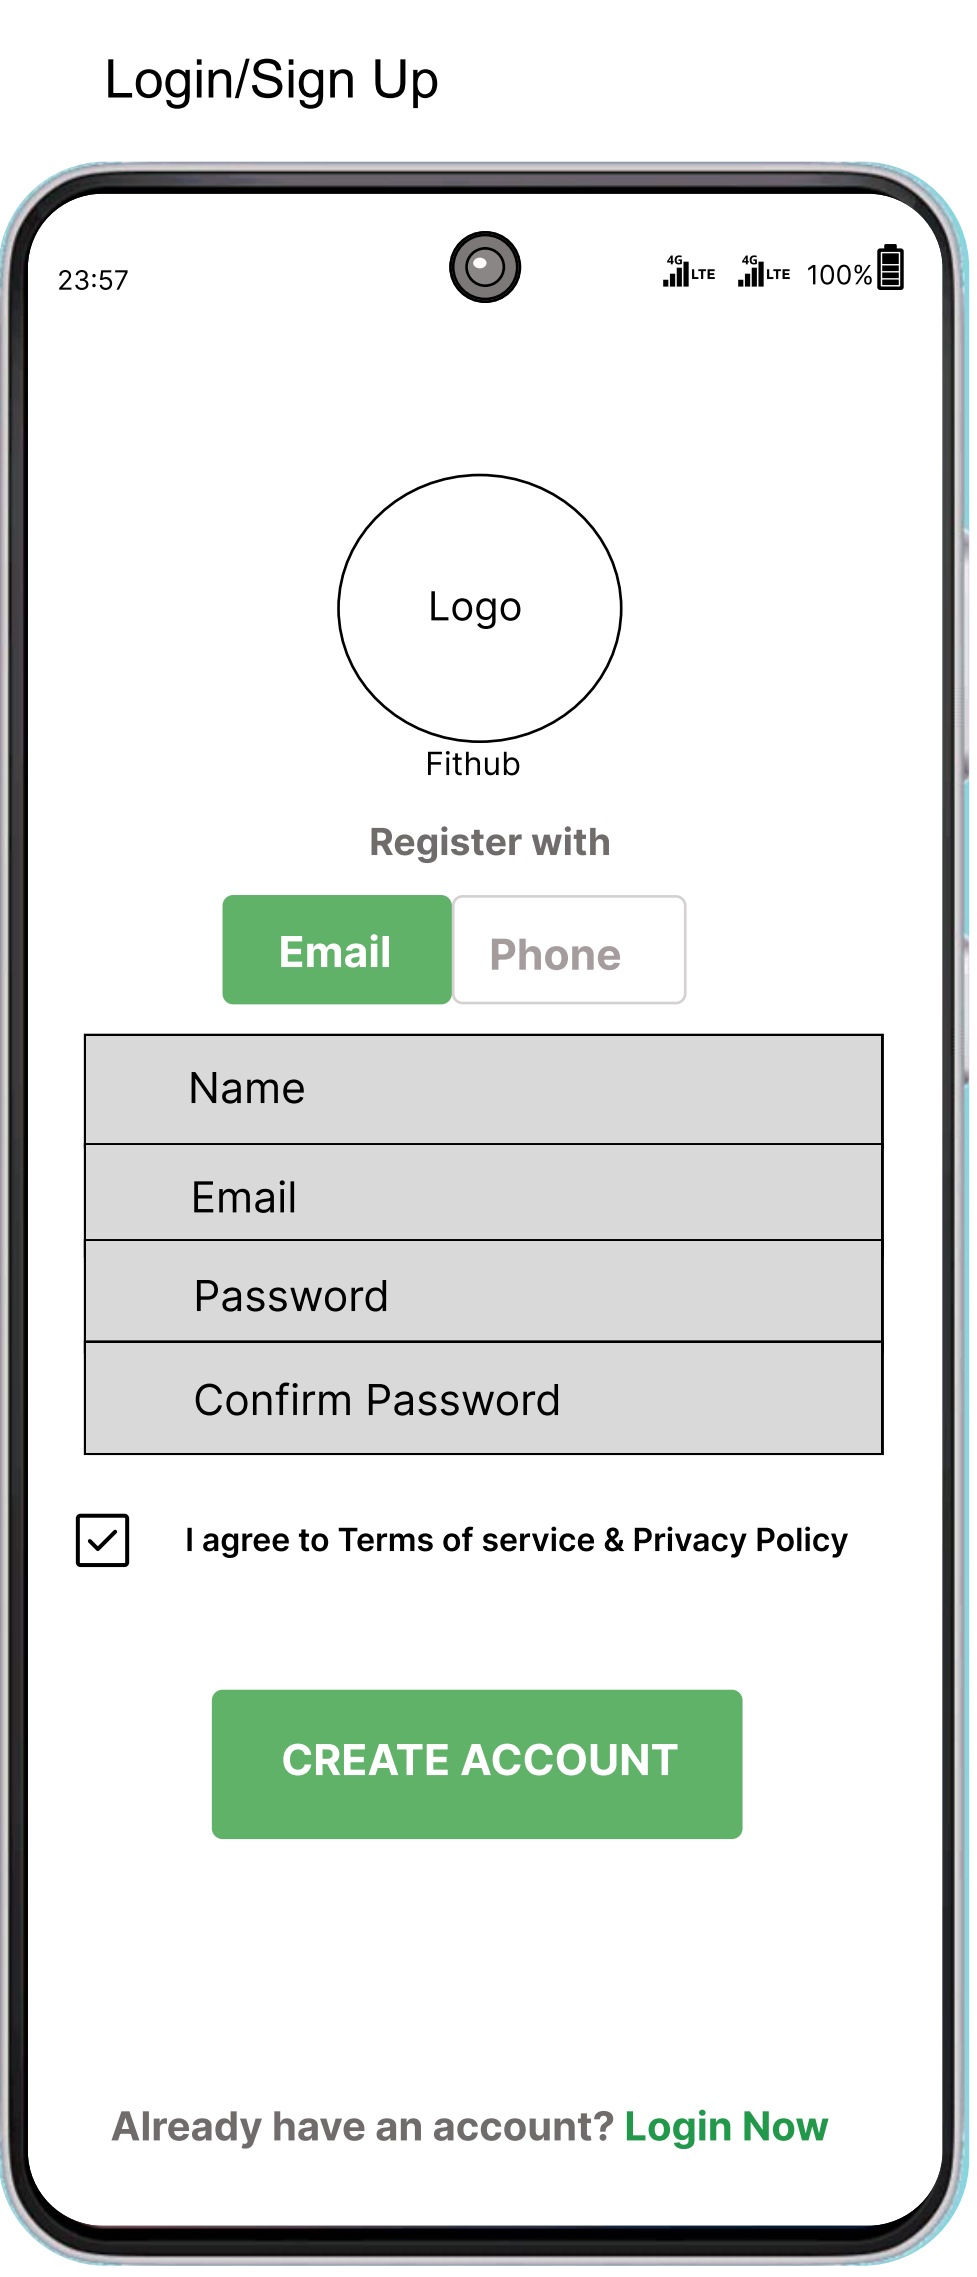 Login/Sign Up
23:57
4G LTE 4G LTE 100%
Logo
Fithub
Register with
Email Phone
Name
Email
Password
Confirm Password
I agree to Terms of service & Privacy Policy
CREATE ACCOUNT
Already have an account? Login Now